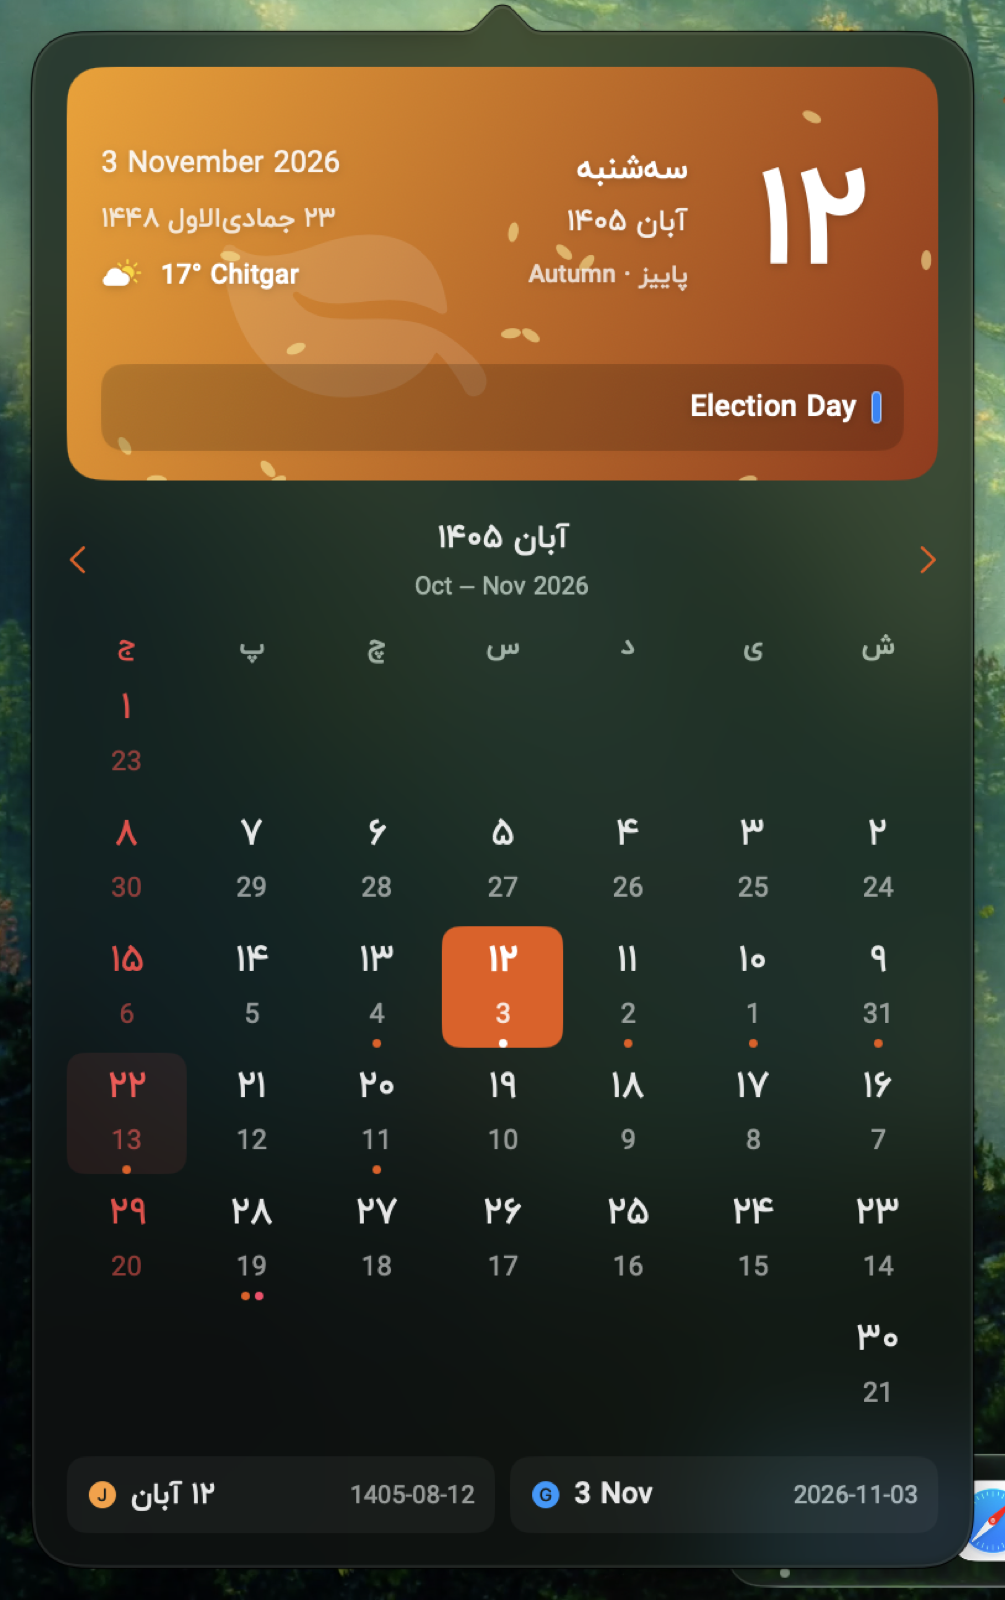 ۱۲
سه‌شنبه
آبان ۱۴۰۵
پاییز · Autumn
3 November 2026
۲۳ جمادی‌الاول ۱۴۴۸
17° Chitgar
Election Day
آبان ۱۴۰۵
Oct – Nov 2026
ش ی د س چ پ ج
۱
23
۲ ۳ ۴ ۵ ۶ ۷ ۸
24 25 26 27 28 29 30
۹ ۱۰ ۱۱ ۱۲ ۱۳ ۱۴ ۱۵
31 1 2 3 4 5 6
۱۶ ۱۷ ۱۸ ۱۹ ۲۰ ۲۱ ۲۲
7 8 9 10 11 12 13
۲۳ ۲۴ ۲۵ ۲۶ ۲۷ ۲۸ ۲۹
14 15 16 17 18 19 20
۳۰
21
J ۱۲ آبان 1405-08-12
G 3 Nov 2026-11-03